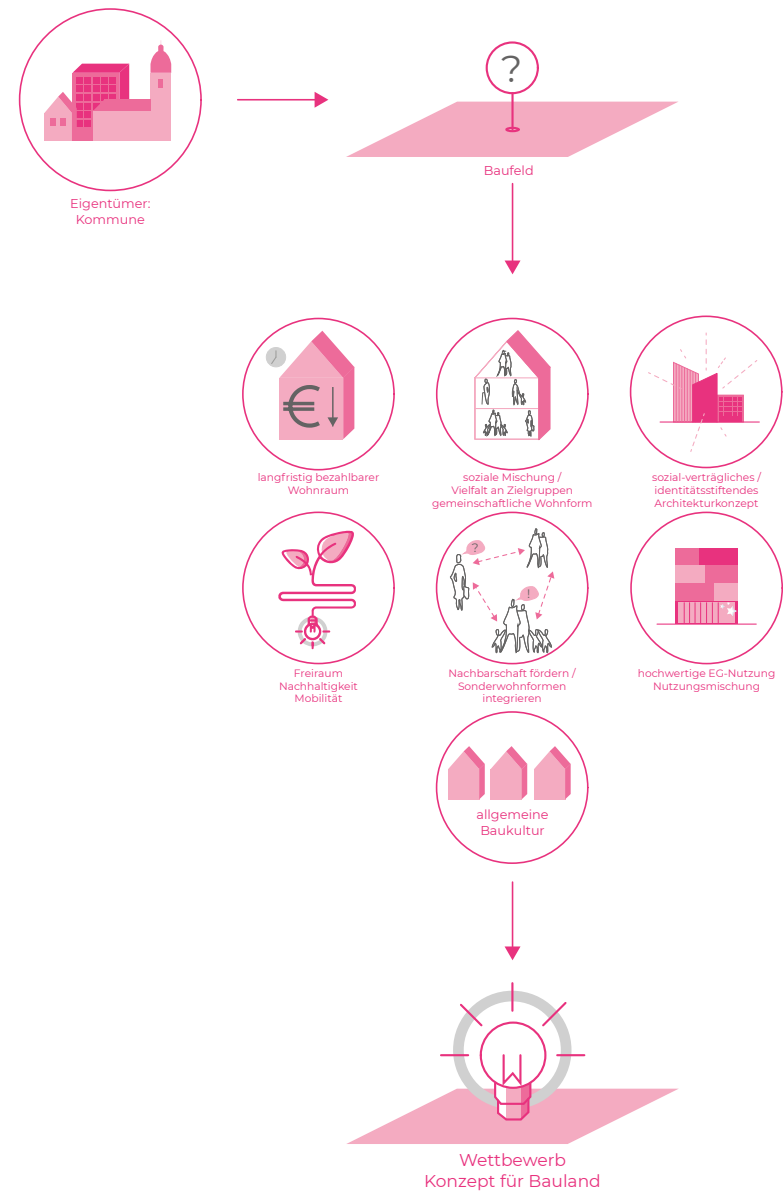 ?
Baufeld
Eigentümer:
Kommune
€
langfristig bezahlbarer
Wohnraum
soziale Mischung /
Vielfalt an Zielgruppen
gemeinschaftliche Wohnform
sozial-verträgliches /
identitätsstiftendes
Architekturkonzept
?
!
Freiraum
Nachhaltigkeit
Mobilität
Nachbarschaft fördern /
Sonderwohnformen
integrieren
hochwertige EG-Nutzung
Nutzungsmischung
allgemeine
Baukultur
Wettbewerb
Konzept für Bauland